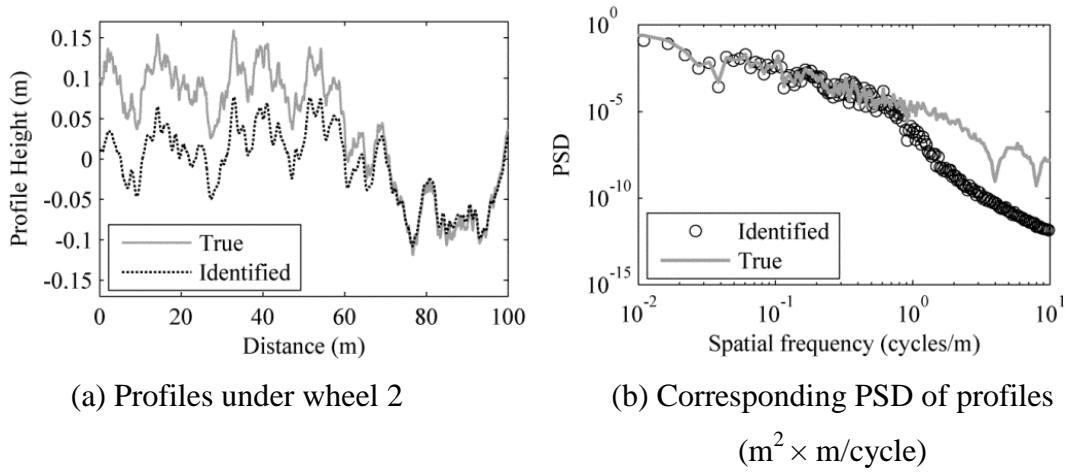 0.15
0.1
0.05
0
-0.05
-0.1
-0.15
Profile Height (m)
True
Identified
0 20 40 60 80 100
Distance (m)
(a) Profiles under wheel 2
10^0
10^-5
10^-10
10^-15
PSD
Identified
True
10^-2 10^-1 10^0 10^1
Spatial frequency (cycles/m)
(b) Corresponding PSD of profiles
(m² × m/cycle)